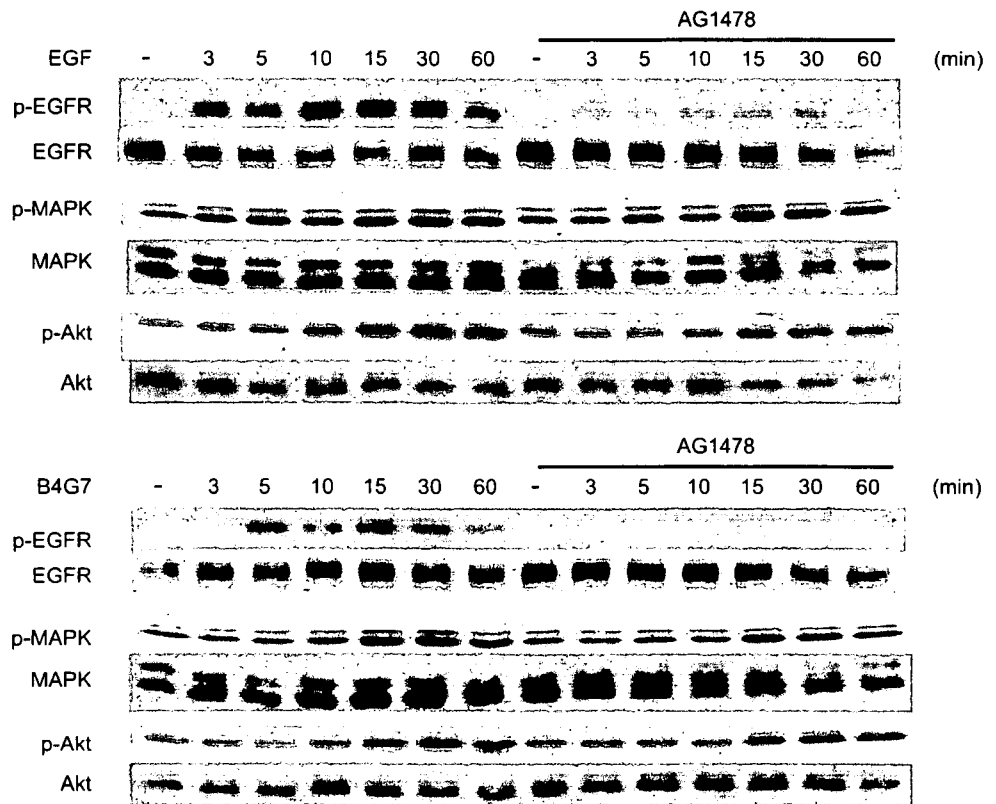 AG1478
EGF - 3 5 10 15 30 60 - 3 5 10 15 30 60 (min)
p-EGFR
EGFR
p-MAPK
MAPK
p-Akt
Akt
AG1478
B4G7 - 3 5 10 15 30 60 - 3 5 10 15 30 60 (min)
p-EGFR
EGFR
p-MAPK
MAPK
p-Akt
Akt